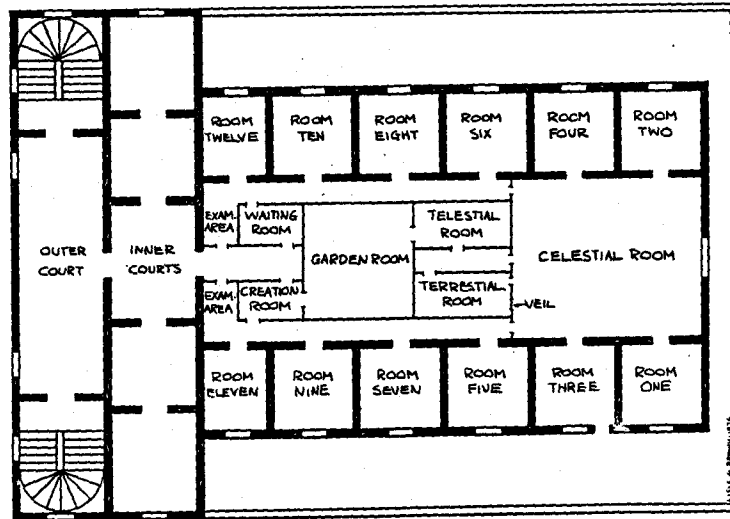 ROOM
TWELVE
ROOM
TEN
ROOM
EIGHT
ROOM
SIX
ROOM
FOUR
ROOM
TWO
EXAM.
AREA
WAITING
ROOM
TELESTIAL
ROOM
OUTER
COURT
INNER
COURTS
GARDEN ROOM
CELESTIAL ROOM
EXAM.
AREA
CREATION
ROOM
TERRESTIAL
ROOM
VEIL
ROOM
ELEVEN
ROOM
NINE
ROOM
SEVEN
ROOM
FIVE
ROOM
THREE
ROOM
ONE